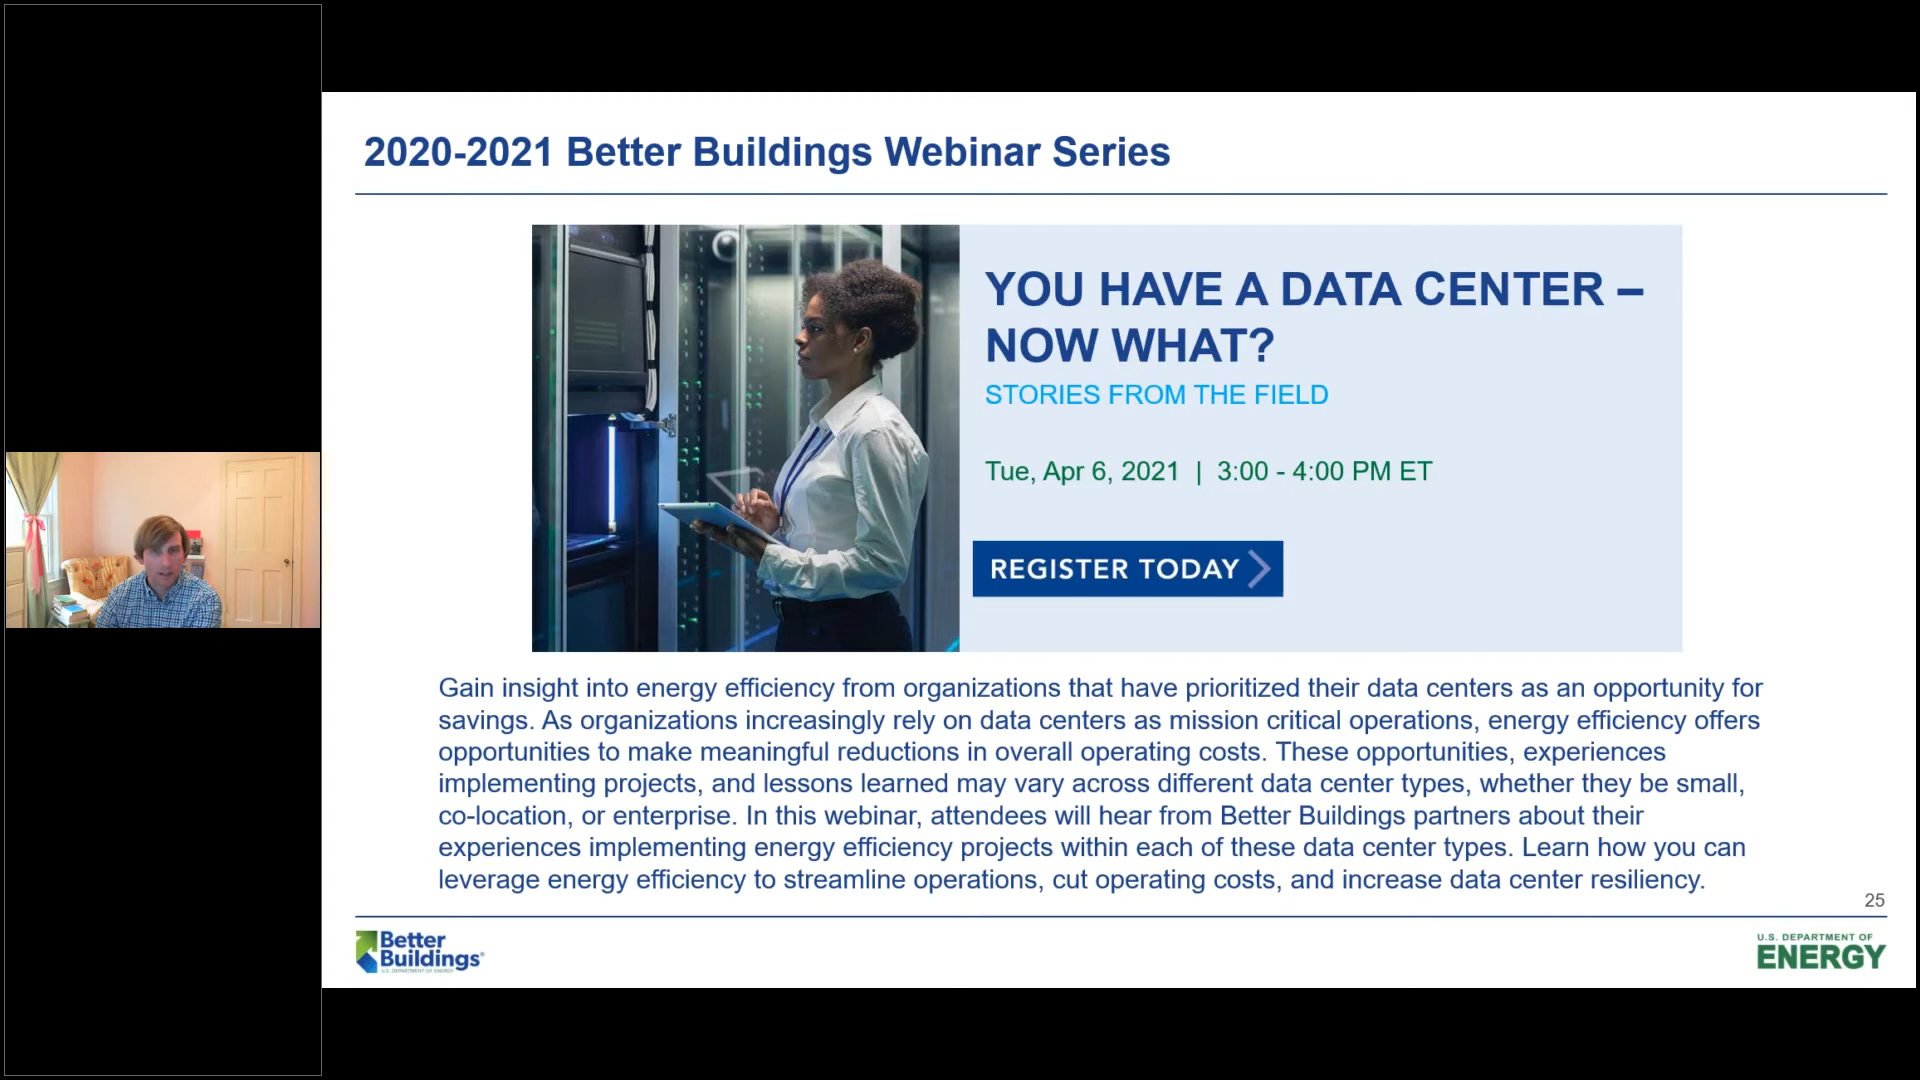 2020-2021 Better Buildings Webinar Series
YOU HAVE A DATA CENTER –
NOW WHAT?
STORIES FROM THE FIELD
Tue, Apr 6, 2021 | 3:00 - 4:00 PM ET
REGISTER TODAY
Gain insight into energy efficiency from organizations that have prioritized their data centers as an opportunity for
savings. As organizations increasingly rely on data centers as mission critical operations, energy efficiency offers
opportunities to make meaningful reductions in overall operating costs. These opportunities, experiences
implementing projects, and lessons learned may vary across different data center types, whether they be small,
co-location, or enterprise. In this webinar, attendees will hear from Better Buildings partners about their
experiences implementing energy efficiency projects within each of these data center types. Learn how you can
leverage energy efficiency to streamline operations, cut operating costs, and increase data center resiliency.
25
Better
Buildings®
U.S. DEPARTMENT OF ENERGY
U.S. DEPARTMENT OF
ENERGY